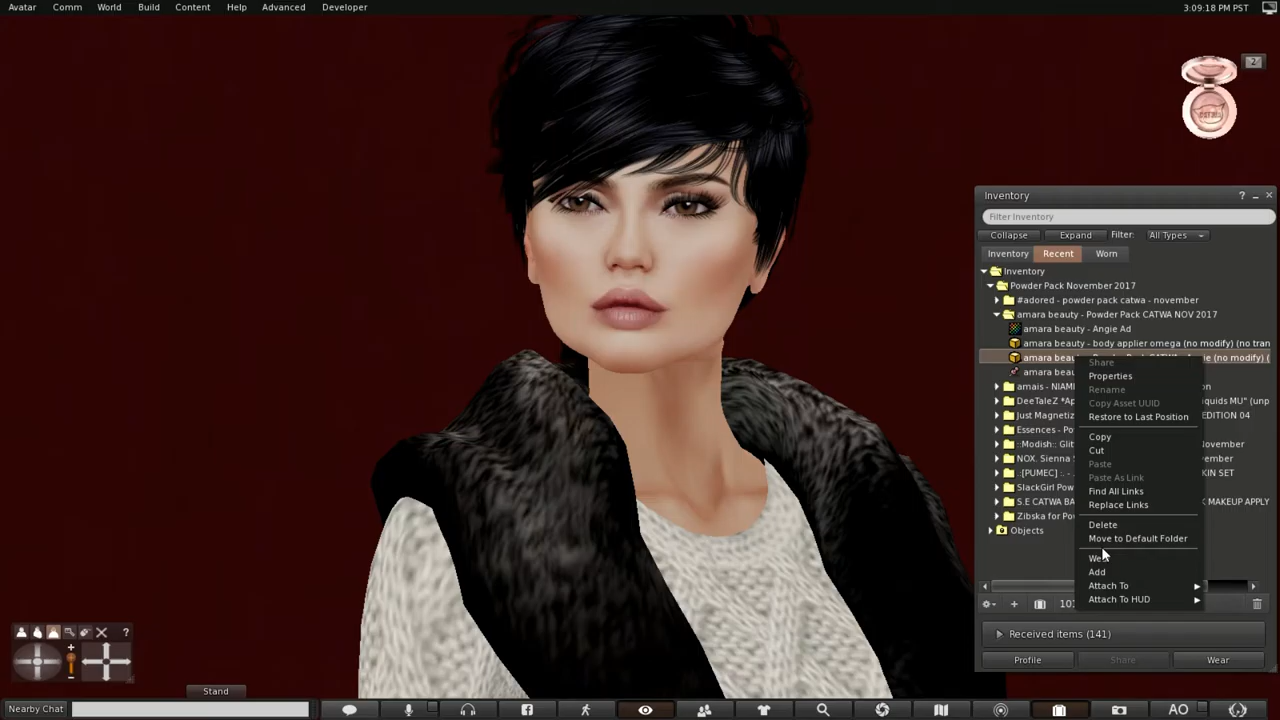 Avatar Comm World Build Content Help Advanced Developer
3:09:18 PM PST
2
Inventory
?
Filter Inventory
Collapse Expand Filter: All Types
Inventory Recent Worn
Inventory
Powder Pack November 2017
#adored - powder pack catwa - november
amara beauty - Powder Pack CATWA NOV 2017
amara beauty - Angie Ad
amara beauty - body applier omega (no modify) (no tran
amara beau
(no modify) (
amara beau
amais - NIAM
DeeTaleZ *Ap
iquids MU" (unp
Just Magnetiz
EDITION 04
Essences - Po
::Modish:: Glit
November
NOX. Sienna
.:[PUMEC] :. -
KIN SET
SlackGirl Pow
S.E CATWA BA
K MAKEUP APPLY
Zibska for Po
Objects
Share
Properties
Rename
Copy Asset UUID
Restore to Last Position
Copy
Cut
Paste
Paste As Link
Find All Links
Replace Links
Delete
Move to Default Folder
Add
Attach To
Attach To HUD
Received items (141)
Profile Share Wear
?
Stand
Nearby Chat
AO